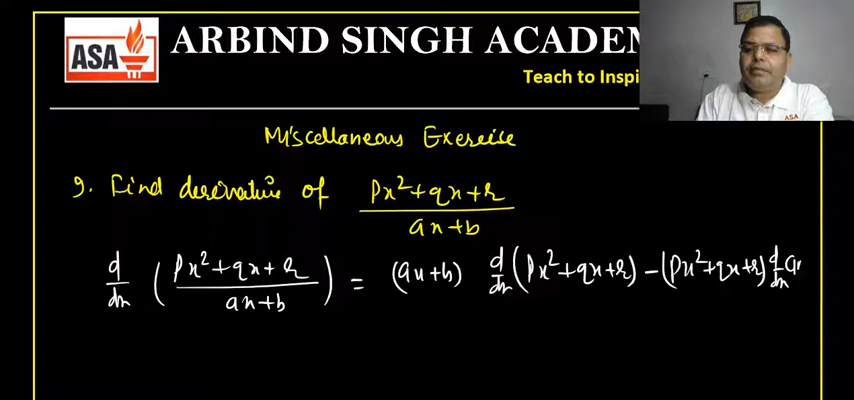 ASA
ARBIND SINGH ACADEM
Teach to Inspi
ASA
Miscellaneous Exercise
9. Find derivative of (px²+qx+r)/(ax+b)
d/dx ((px²+qx+r)/(ax+b)) = (ax+b) d/dx (px²+qx+r) − (px²+qx+r) d/dx a